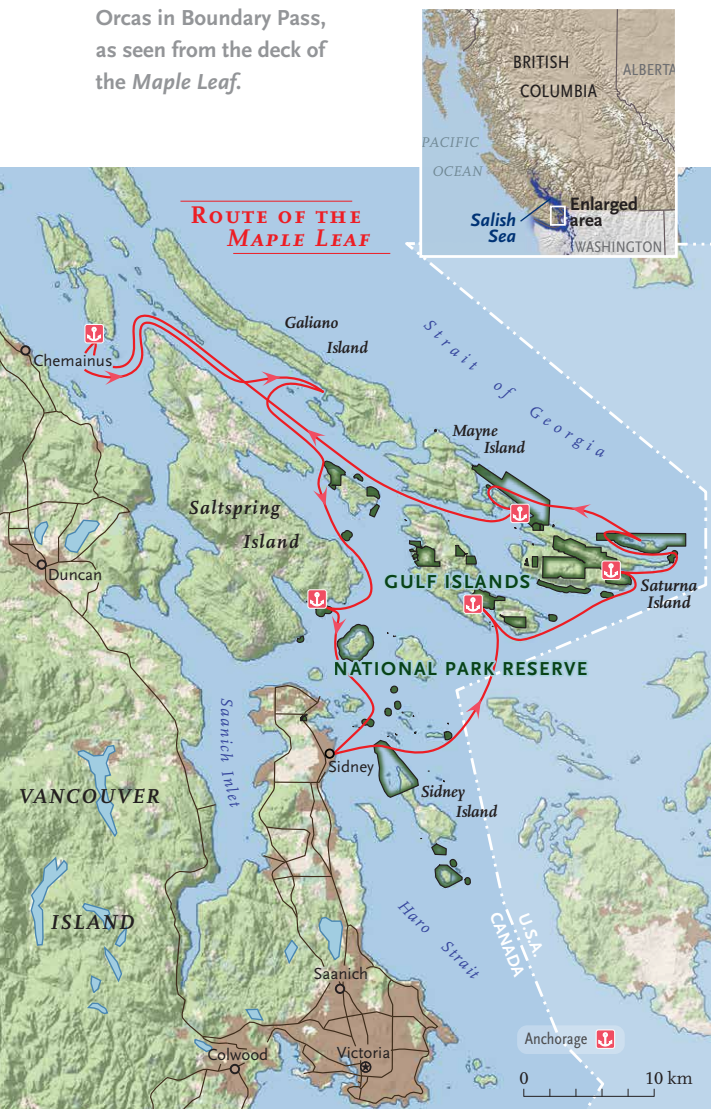 Orcas in Boundary Pass,
as seen from the deck of
the Maple Leaf.
BRITISH
COLUMBIA
ALBERTA
PACIFIC
OCEAN
Salish
Sea
Enlarged
area
WASHINGTON
ROUTE OF THE
MAPLE LEAF
Galiano
Island
Strait of Georgia
Chemainus
Mayne
Island
Saltspring
Island
Duncan
GULF ISLANDS
Saturna
Island
NATIONAL PARK RESERVE
Saanich Inlet
Sidney
VANCOUVER
Sidney
Island
ISLAND
Haro Strait
U.S.A.
CANADA
Saanich
Anchorage
Colwood
Victoria
0 10 km